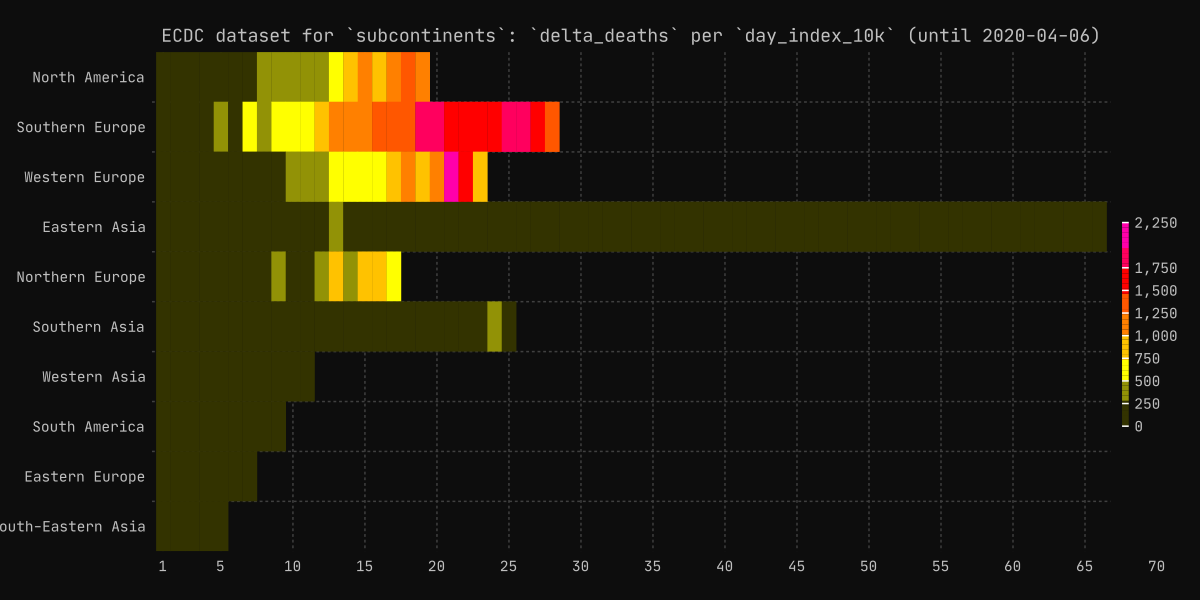 ECDC dataset for `subcontinents`: `delta_deaths` per `day_index_10k` (until 2020-04-06)
North America
Southern Europe
Western Europe
Eastern Asia
Northern Europe
Southern Asia
Western Asia
South America
Eastern Europe
outh-Eastern Asia
2,250
1,750
1,500
1,250
1,000
750
500
250
0
1 5 10 15 20 25 30 35 40 45 50 55 60 65 70